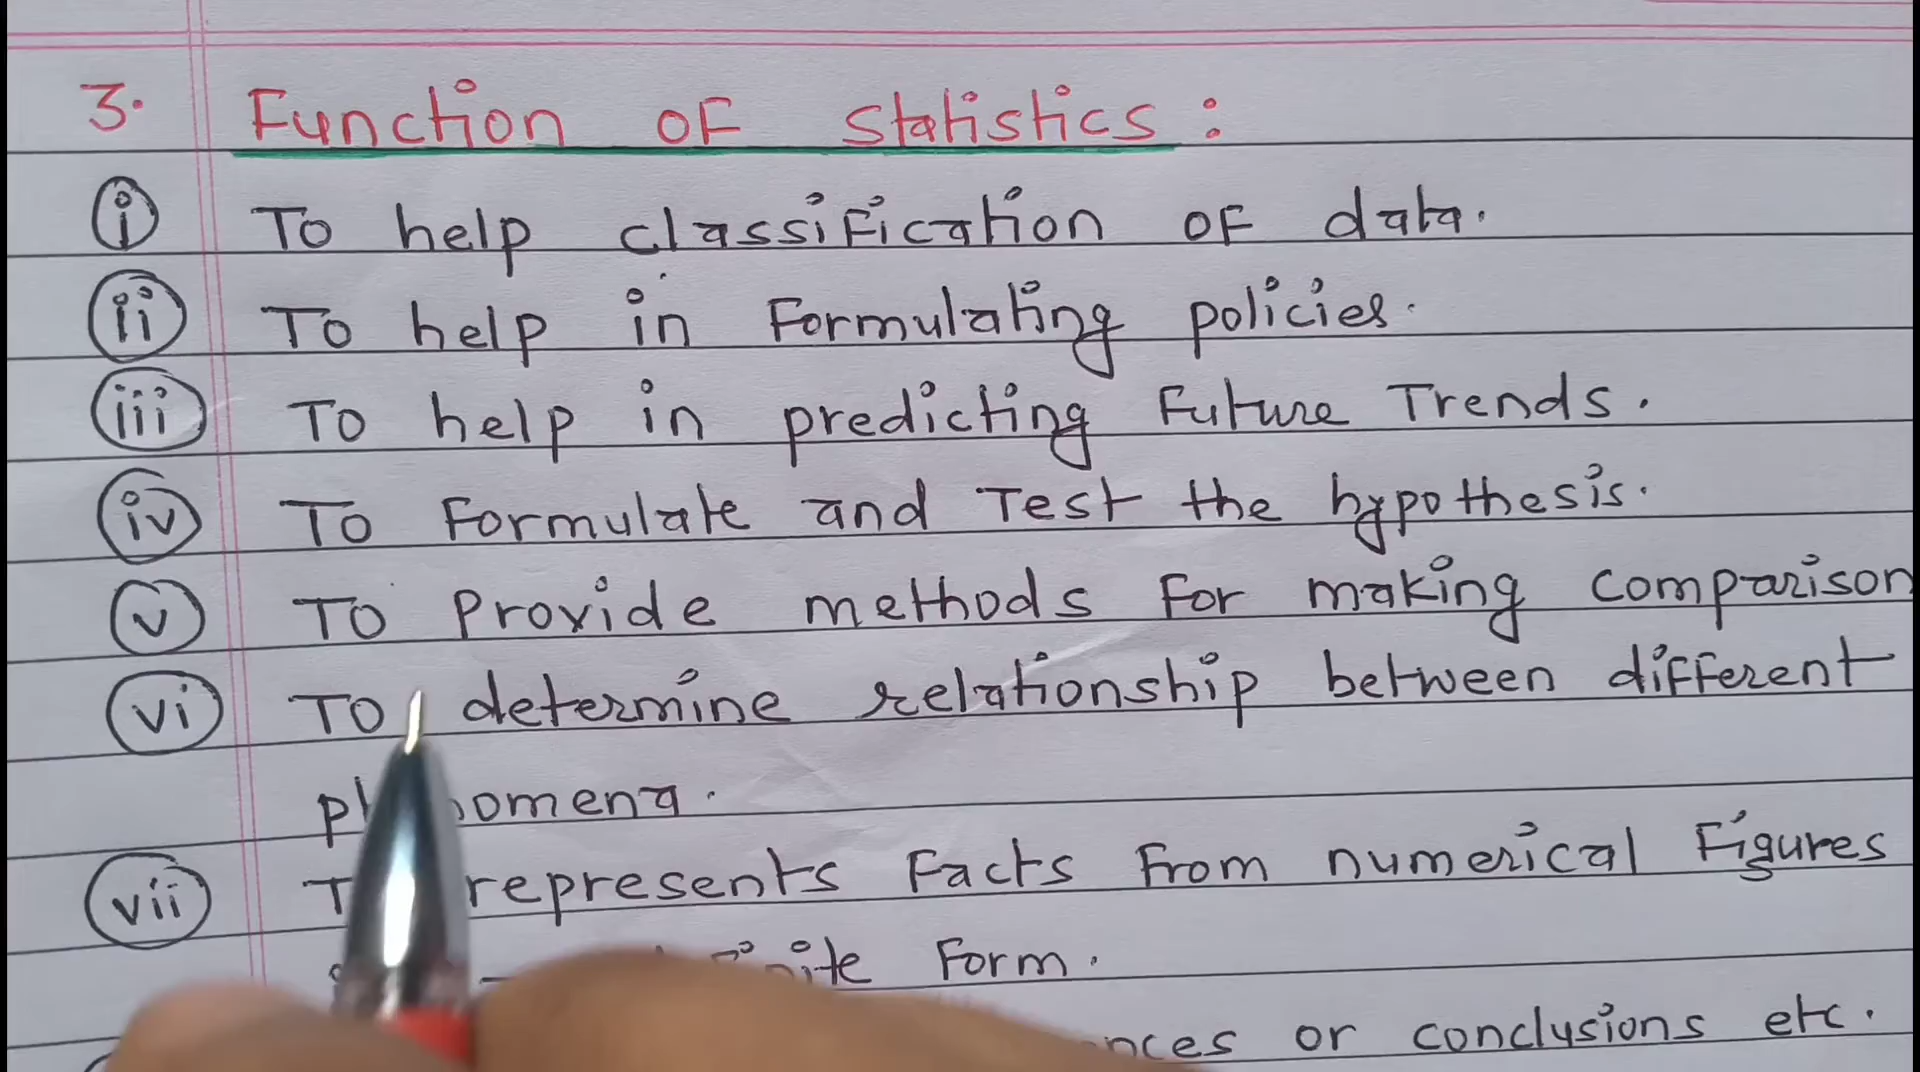 3. Function of statistics :
i To help classification of data.
ii To help in Formulating policies.
iii To help in predicting Future Trends.
iv To Formulate and Test the hypothesis.
v To Provide methods for making comparison
vi To determine relationship between different
vii represents Facts from numerical Figures
Form.
or conclusions etc.